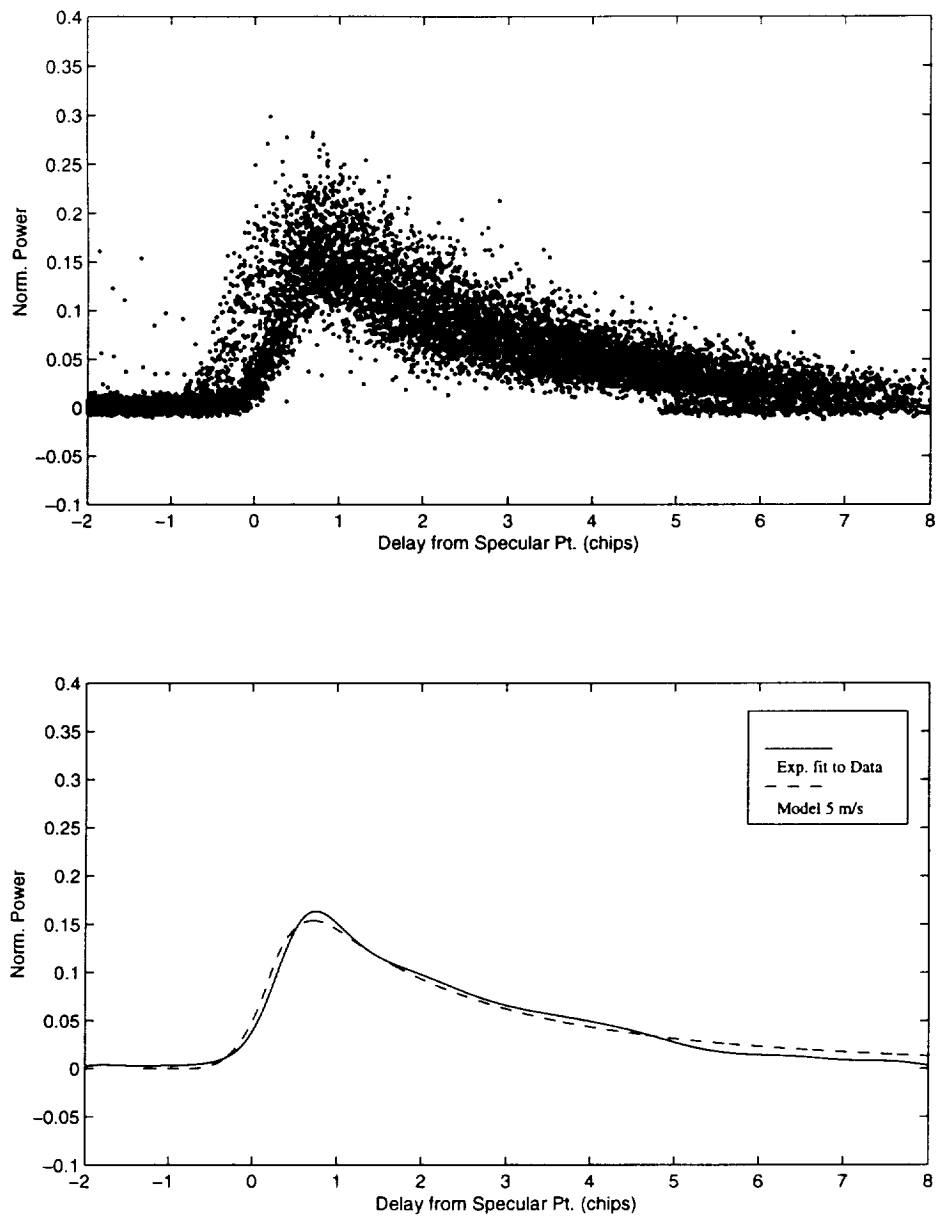 0.4
0.35
0.3
0.25
0.2
0.15
0.1
0.05
0
−0.05
−0.1
Norm. Power
−2 −1 0 1 2 3 4 5 6 7 8
Delay from Specular Pt. (chips)
0.4
0.35
0.3
0.25
0.2
0.15
0.1
0.05
0
−0.05
−0.1
Norm. Power
Exp. fit to Data
Model 5 m/s
−2 −1 0 1 2 3 4 5 6 7 8
Delay from Specular Pt. (chips)